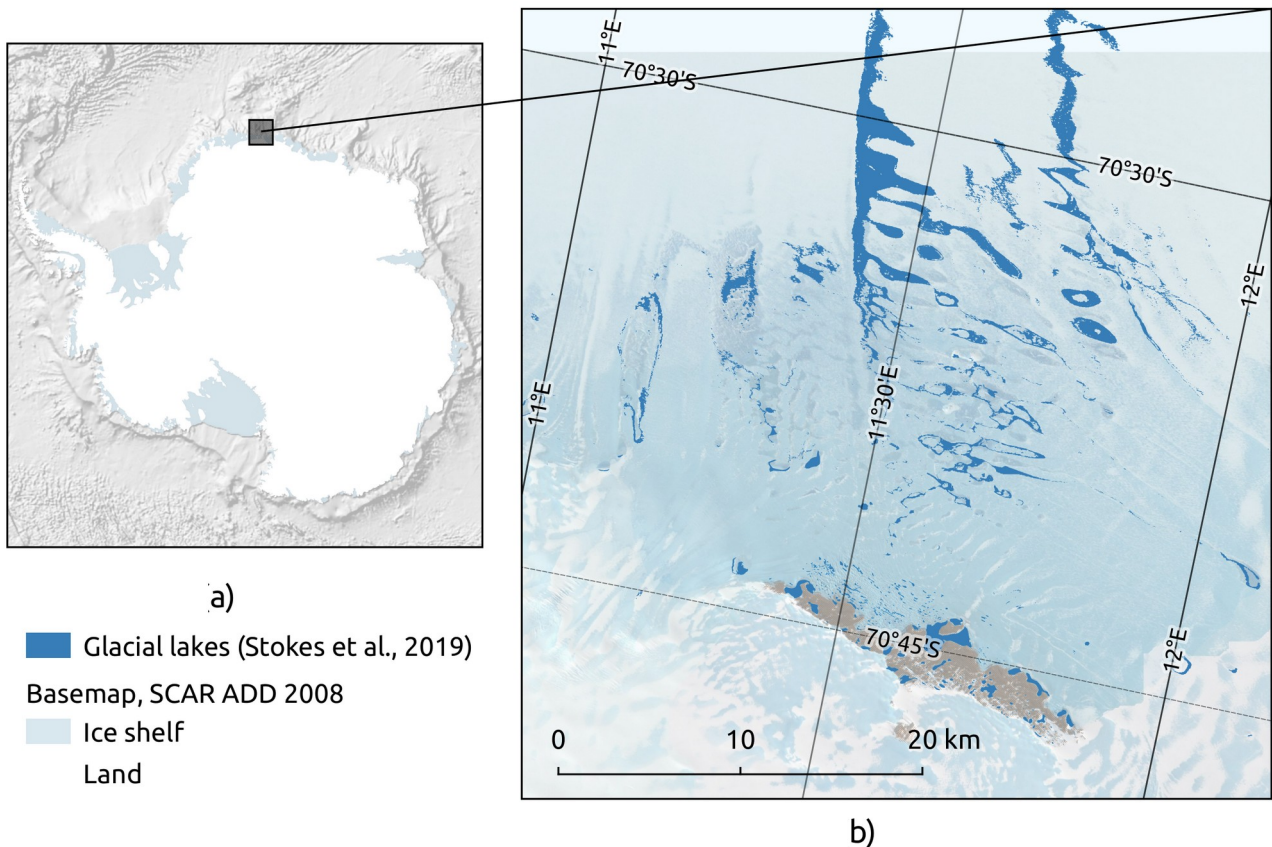 a)
Glacial lakes (Stokes et al., 2019)
Basemap, SCAR ADD 2008
Ice shelf
Land
11°E
70°30'S
70°30'S
12°E
11°E
11°30'E
70°45'S
12°E
0 10 20 km
b)